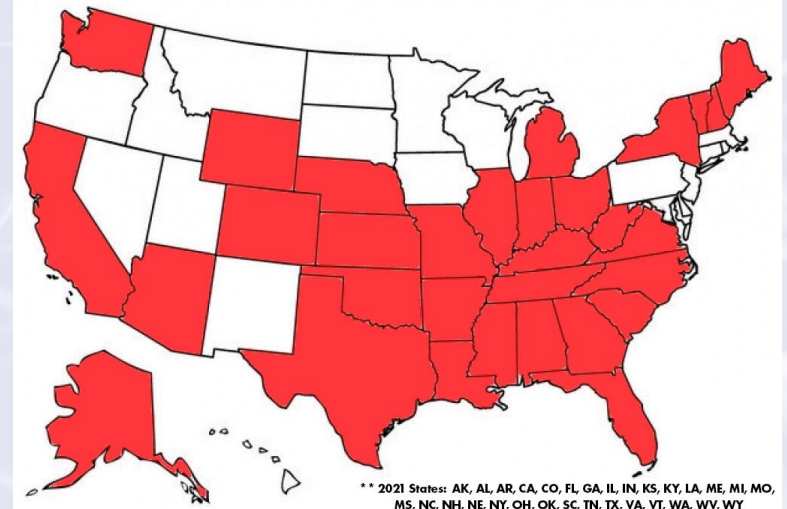 ** 2021 States: AK, AL, AR, CA, CO, FL, GA, IL, IN, KS, KY, LA, ME, MI, MO,
MS, NC, NH, NE, NY, OH, OK, SC, TN, TX, VA, VT, WA, WV, WY